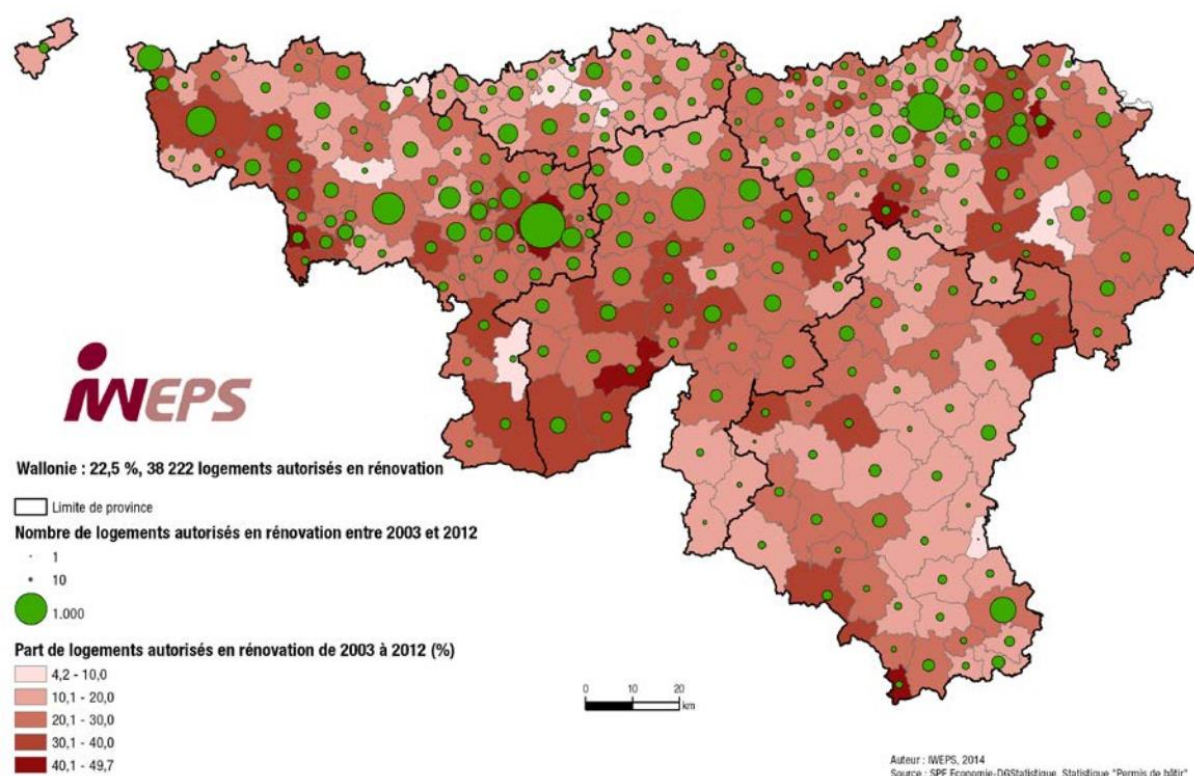 IWEPS
Wallonie : 22,5 %, 38 222 logements autorisés en rénovation
Limite de province
Nombre de logements autorisés en rénovation entre 2003 et 2012
1
10
1.000
Part de logements autorisés en rénovation de 2003 à 2012 (%)
4,2 - 10,0
10,1 - 20,0
20,1 - 30,0
30,1 - 40,0
40,1 - 49,7
0 10 20
km
Auteur : IWEPS, 2014
Source : SPF Economie-DGStatistique, Statistique "Permis de bâtir"